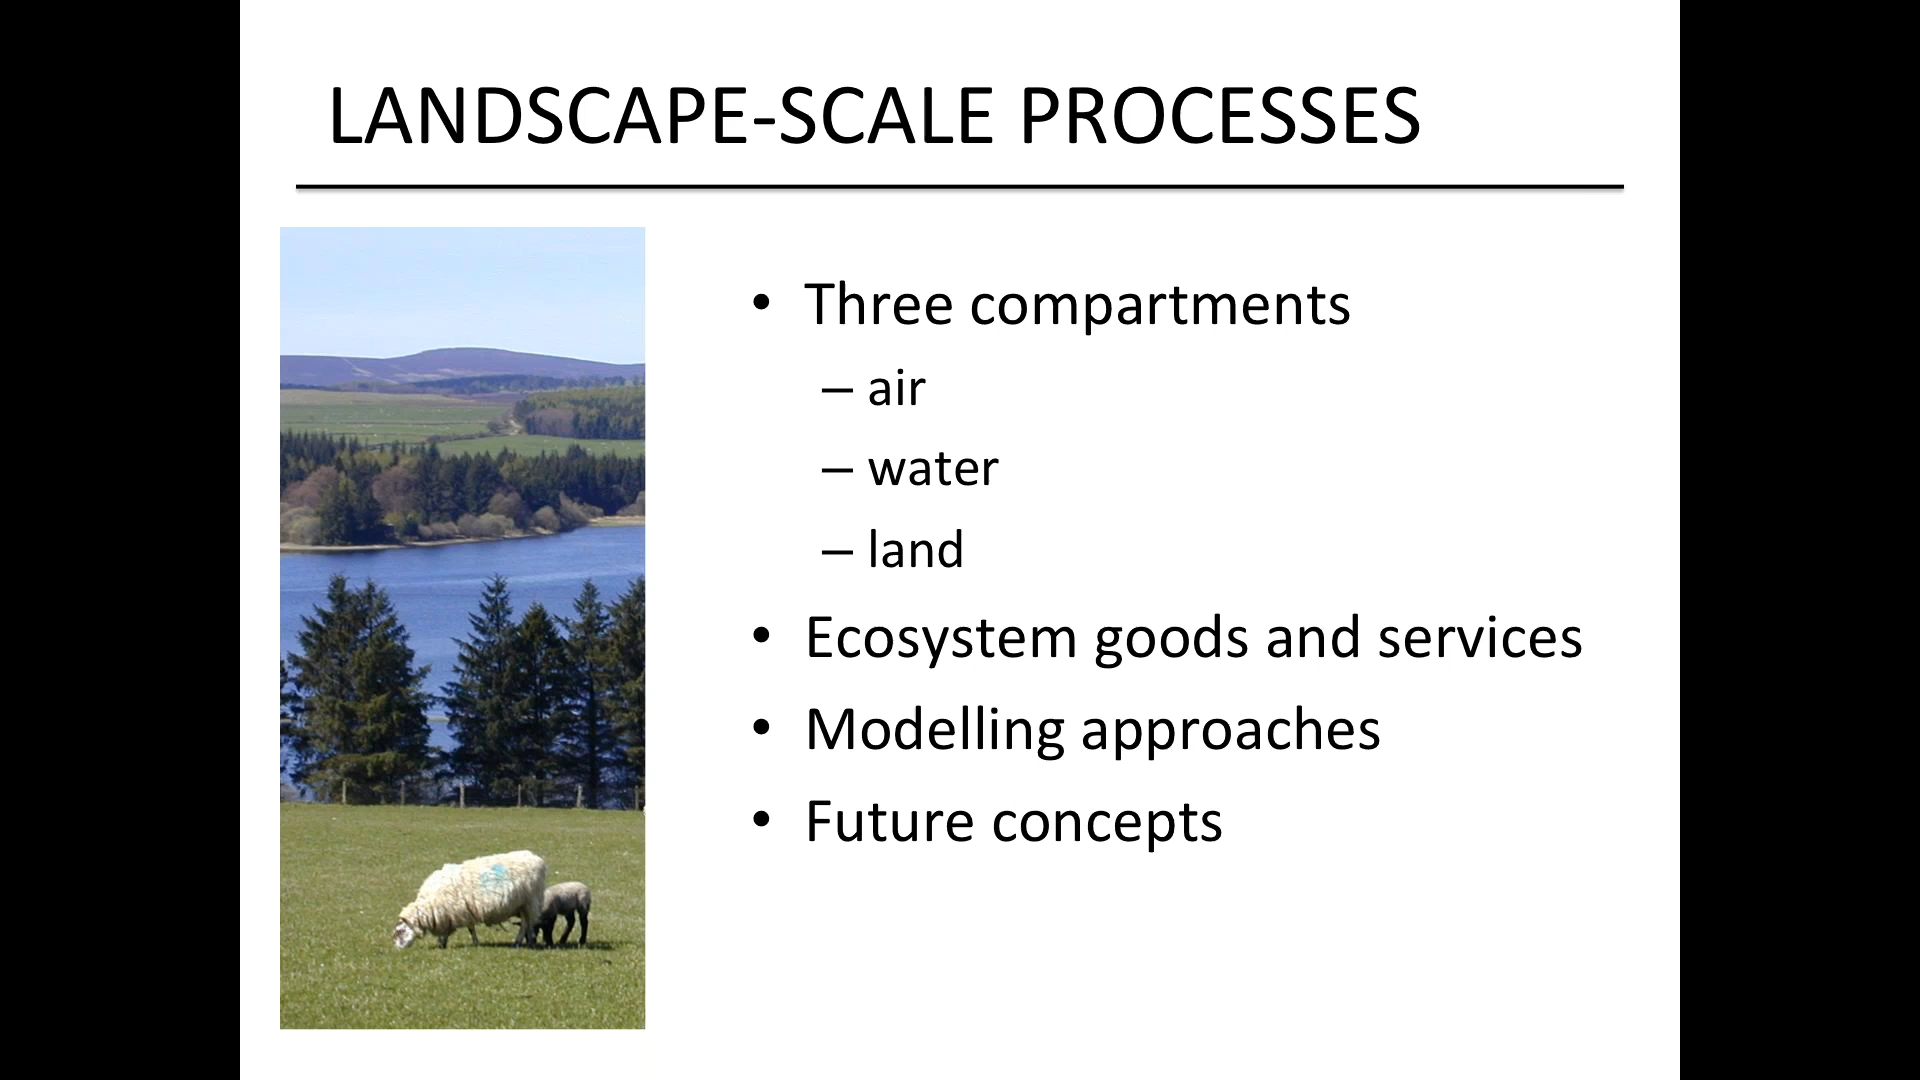 LANDSCAPE-SCALE PROCESSES
• Three compartments
– air
– water
– land
• Ecosystem goods and services
• Modelling approaches
• Future concepts